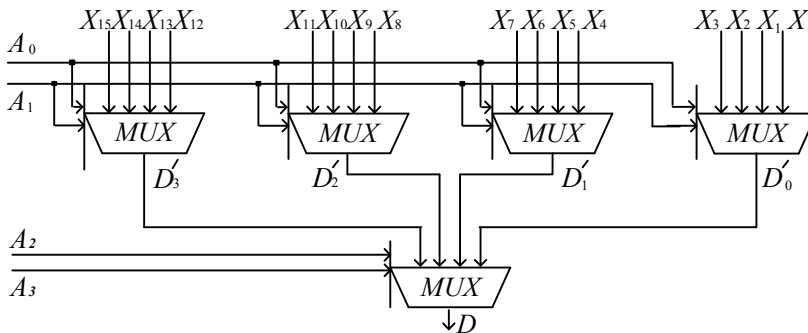 X15 X14 X13 X12 X11 X10 X9 X8 X7 X6 X5 X4 X3 X2 X1 X
A0
A1
MUX MUX MUX MUX
D'3 D'2 D'1 D'0
A2
A3
MUX
D